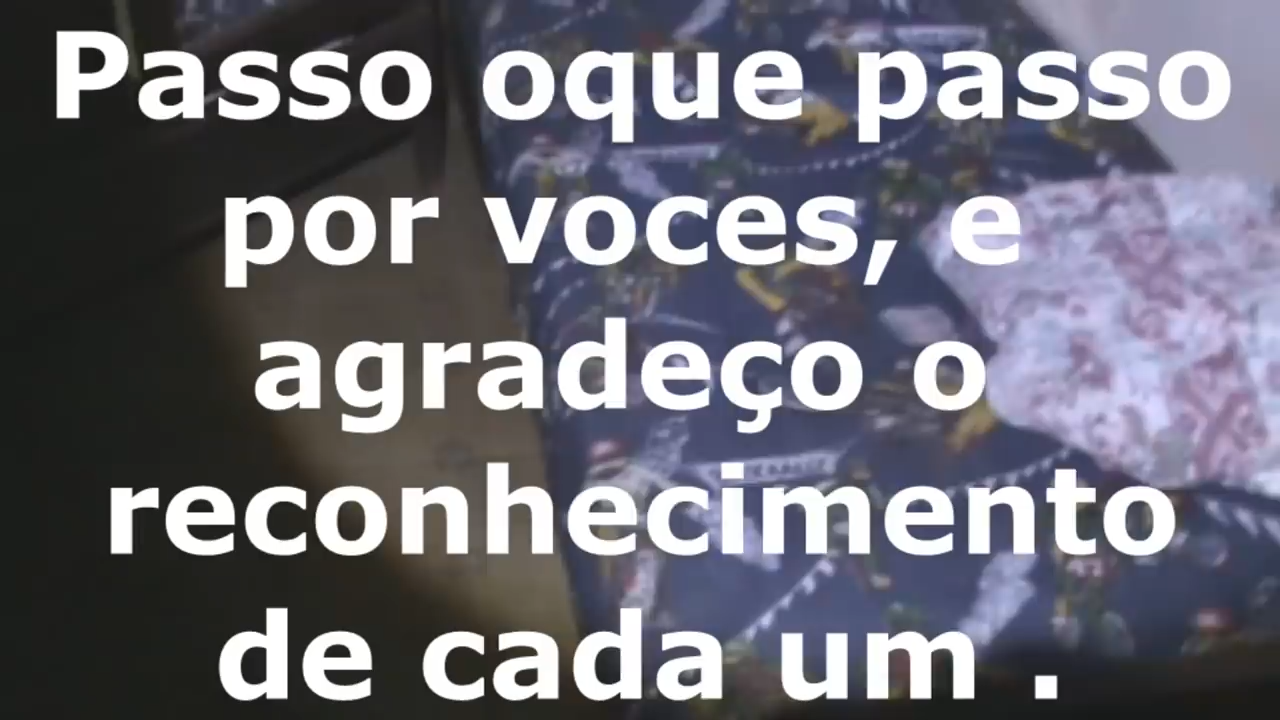 Passo oque passo
por voces, e
agradeço o
reconhecimento
de cada um .